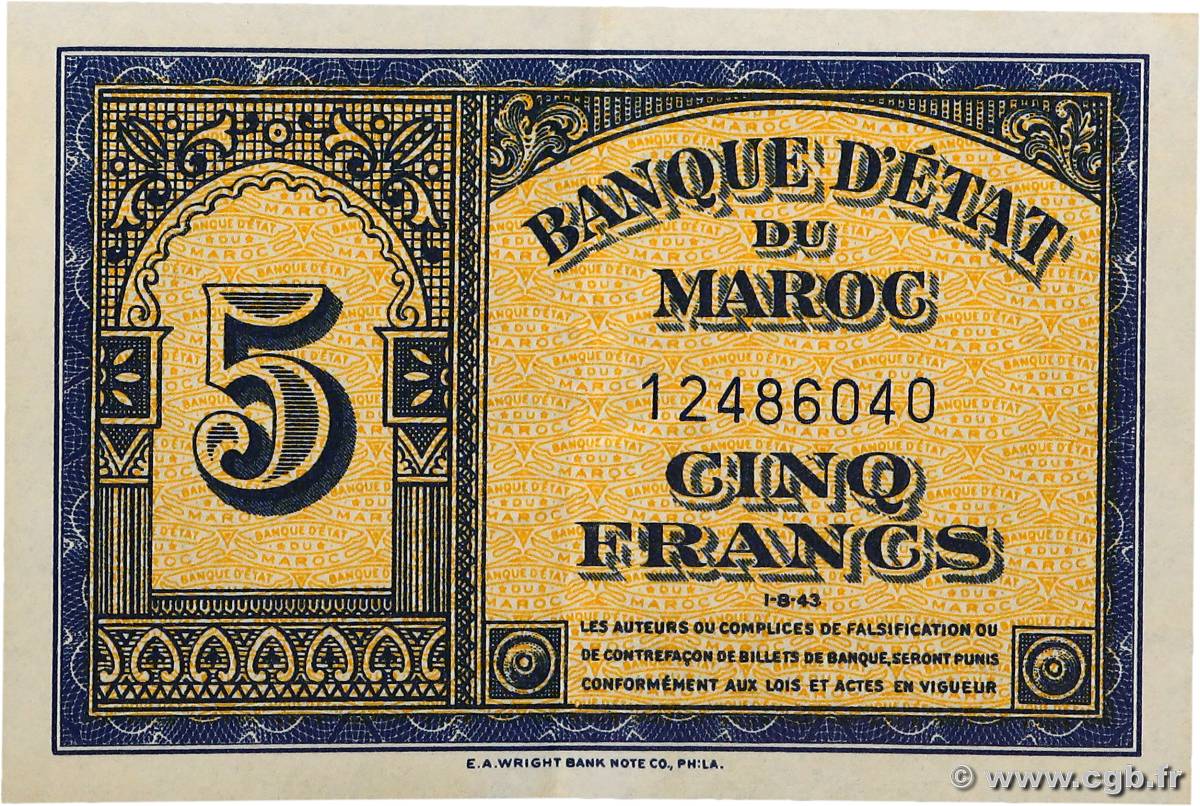 5
BANQUE D'ÉTAT
DU
MAROC
12486040
CINQ
FRANCS
1-8-43
LES AUTEURS OU COMPLICES DE FALSIFICATION OU
DE CONTREFAÇON DE BILLETS DE BANQUE, SERONT PUNIS
CONFORMÉMENT AUX LOIS ET ACTES EN VIGUEUR
E.A.WRIGHT BANK NOTE CO., PHILA.
© www.cgb.fr